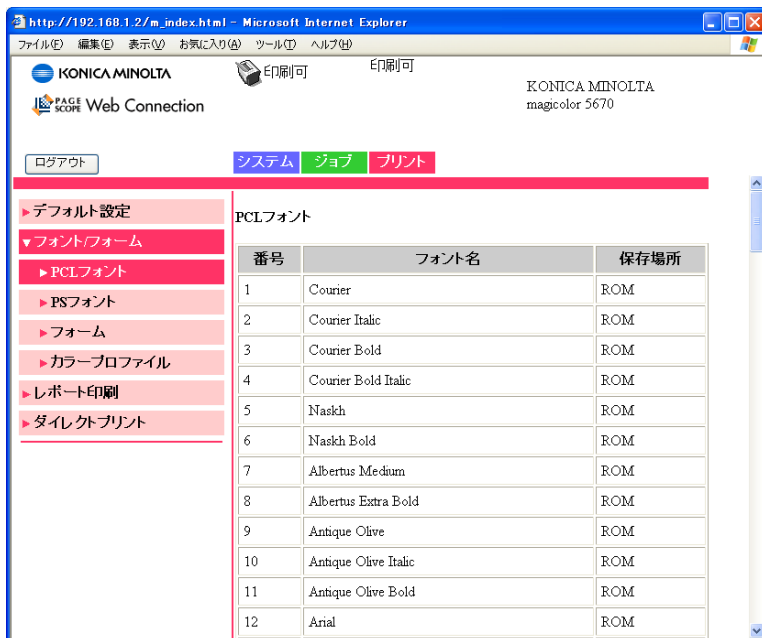 http://192.168.1.2/m_index.html - Microsoft Internet Explorer
ファイル(F) 編集(E) 表示(V) お気に入り(A) ツール(T) ヘルプ(H)
KONICA MINOLTA
印刷可
印刷可
KONICA MINOLTA
magicolor 5670
PAGE SCOPE Web Connection
ログアウト
システム ジョブ プリント
デフォルト設定
フォント/フォーム
PCLフォント
PSフォント
フォーム
カラープロファイル
レポート印刷
ダイレクトプリント
PCLフォント
番号 フォント名 保存場所
1 Courier ROM
2 Courier Italic ROM
3 Courier Bold ROM
4 Courier Bold Italic ROM
5 Naskh ROM
6 Naskh Bold ROM
7 Albertus Medium ROM
8 Albertus Extra Bold ROM
9 Antique Olive ROM
10 Antique Olive Italic ROM
11 Antique Olive Bold ROM
12 Arial ROM